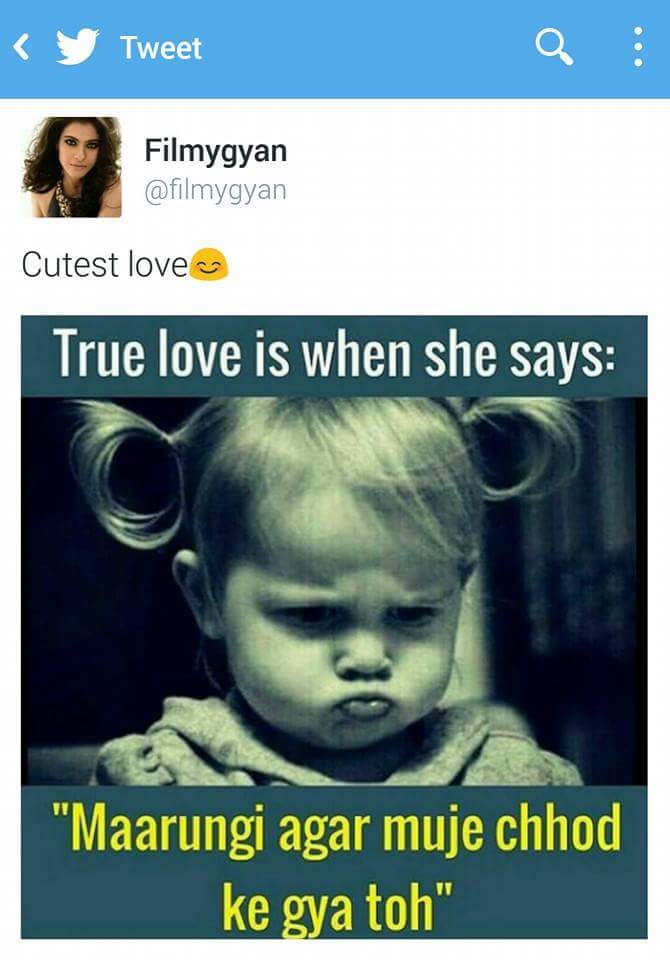 Tweet
Filmygyan
@filmygyan
Cutest love😊
True love is when she says:
"Maarungi agar muje chhod
ke gya toh"